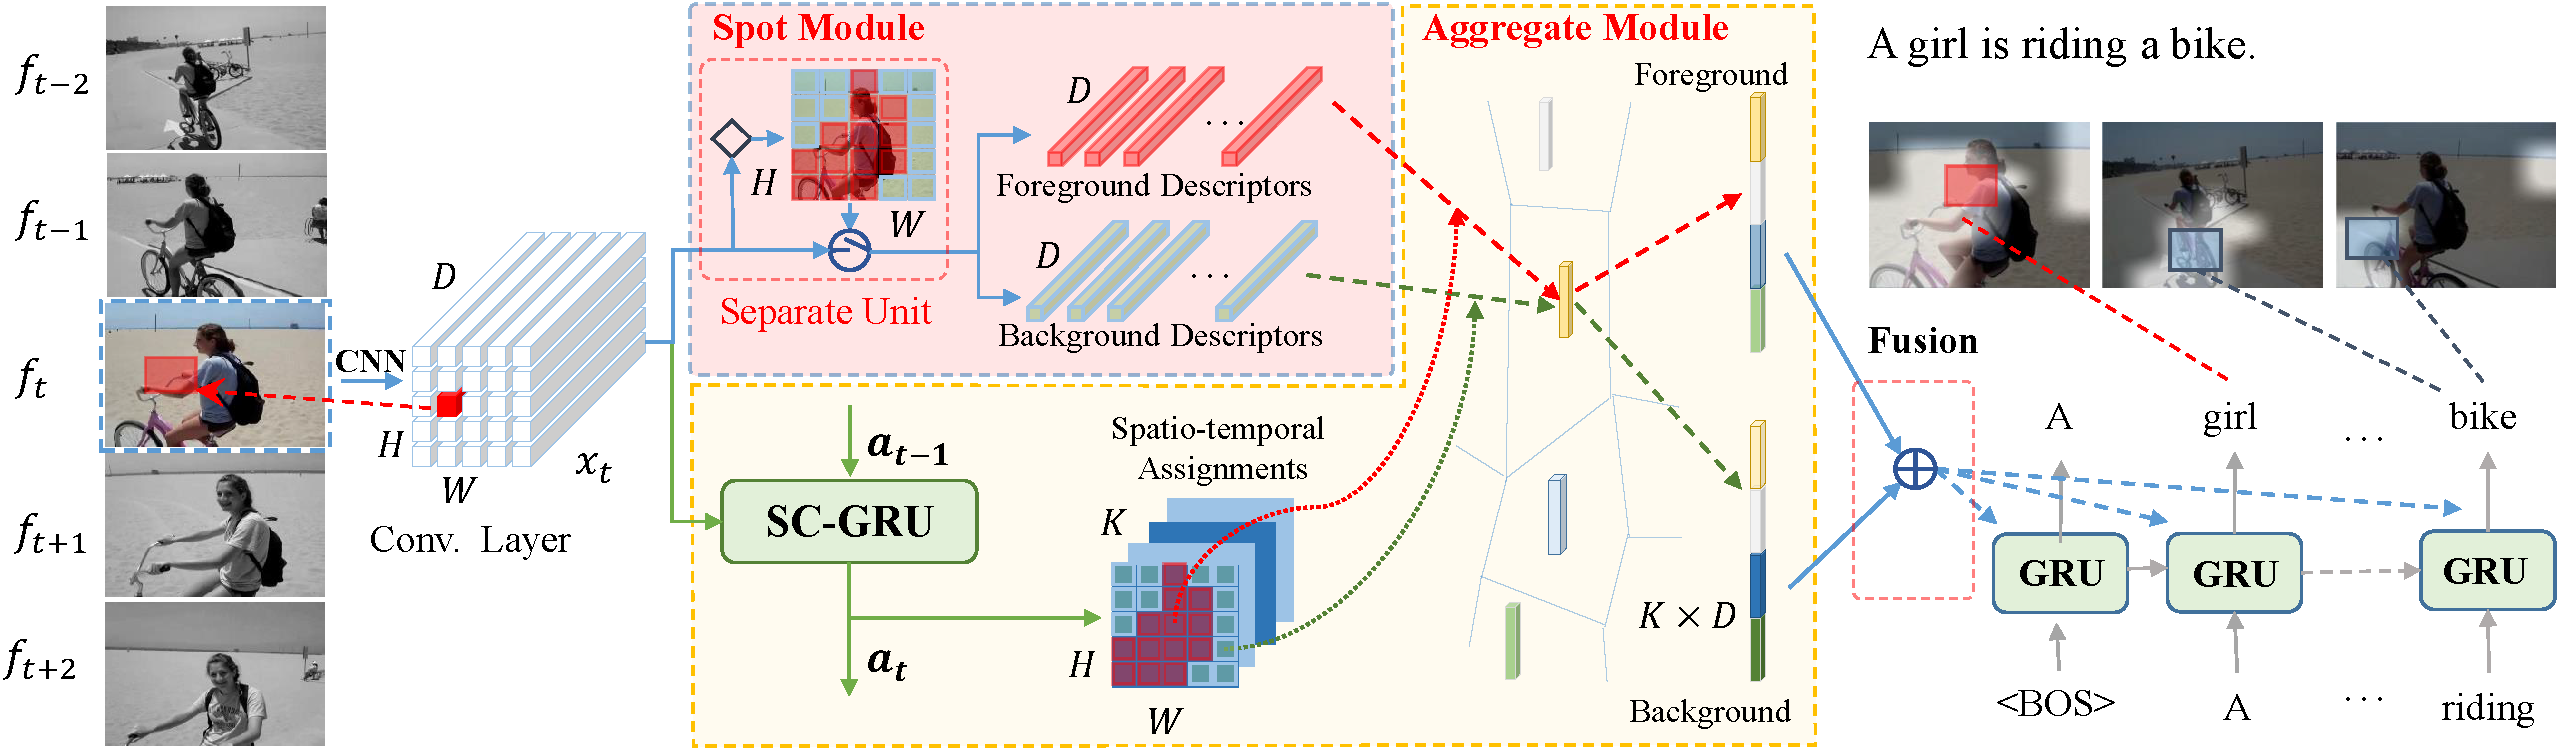 f_{t−2}
f_{t−1}
f_t
f_{t+1}
f_{t+2}
CNN
D
H
W
x_t
Conv. Layer
Spot Module
H
W
Separate Unit
D
. . .
Foreground Descriptors
D
. . .
Background Descriptors
Aggregate Module
a_{t−1}
SC-GRU
a_t
Spatio-temporal
Assignments
K
H
W
Foreground
K × D
Background
Fusion
A girl is riding a bike.
A girl . . . bike
GRU GRU GRU
<BOS> A . . . riding